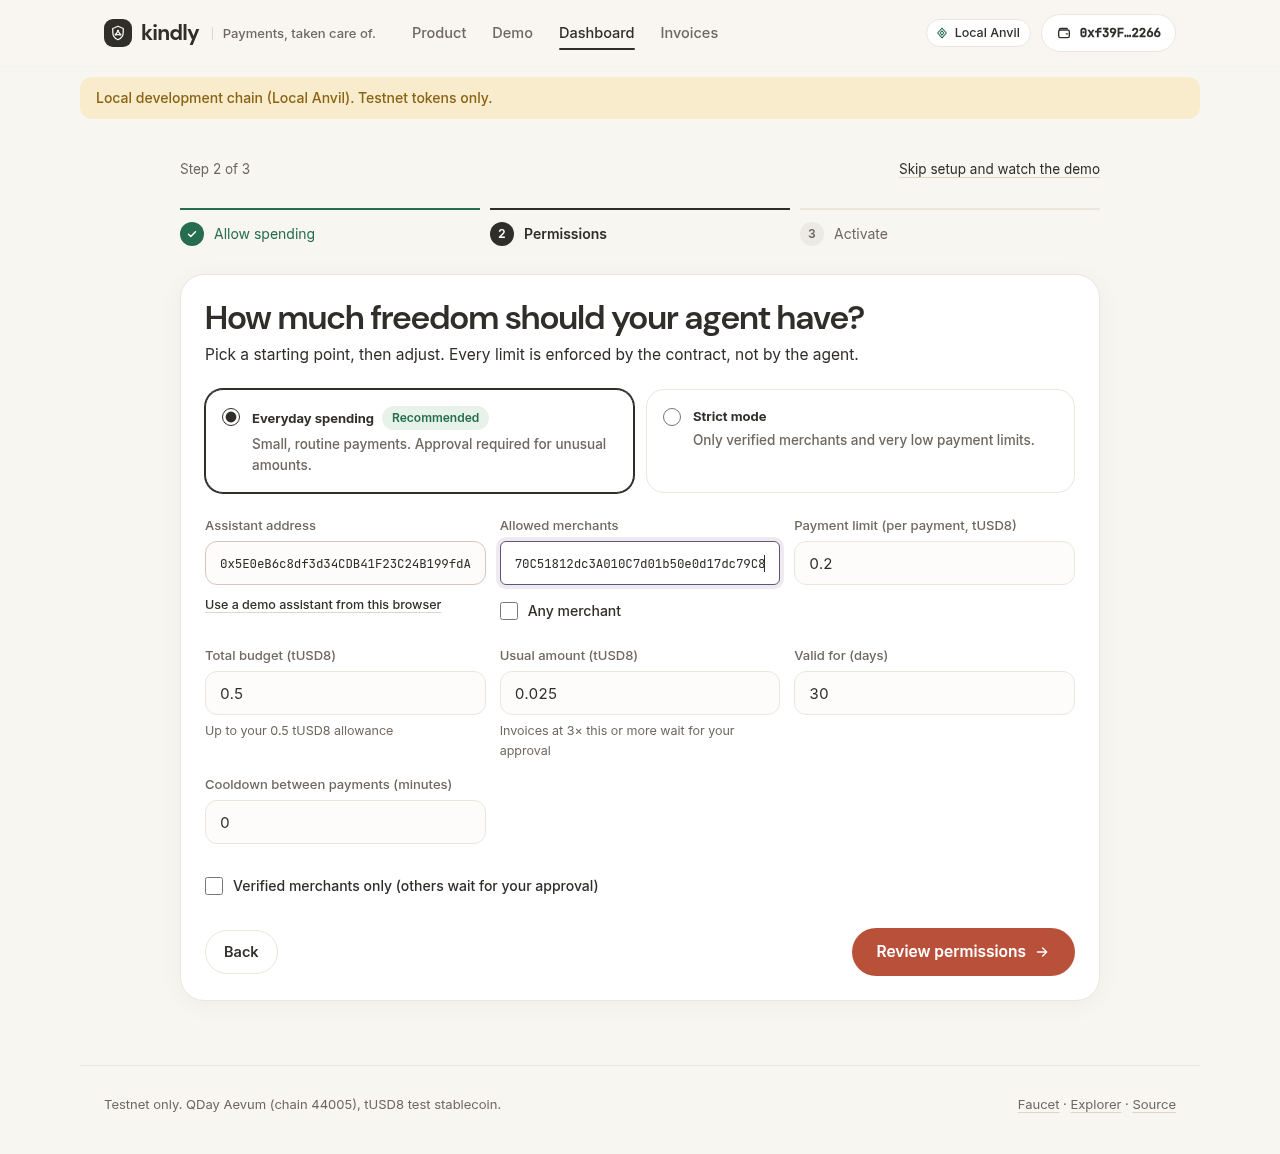 kindly
Payments, taken care of.
Product
Demo
Dashboard
Invoices
Local Anvil
0xf39F…2266
Local development chain (Local Anvil). Testnet tokens only.
Step 2 of 3
Skip setup and watch the demo
Allow spending
2
Permissions
3
Activate
How much freedom should your agent have?
Pick a starting point, then adjust. Every limit is enforced by the contract, not by the agent.
Everyday spending
Recommended
Small, routine payments. Approval required for unusual
amounts.
Strict mode
Only verified merchants and very low payment limits.
Assistant address
Allowed merchants
Payment limit (per payment, tUSD8)
0x5E0eB6c8df3d34CDB41F23C24B199fdA
70C51812dc3A010C7d01b50e0d17dc79C8
0.2
Use a demo assistant from this browser
Any merchant
Total budget (tUSD8)
Usual amount (tUSD8)
Valid for (days)
0.5
0.025
30
Up to your 0.5 tUSD8 allowance
Invoices at 3× this or more wait for your
approval
Cooldown between payments (minutes)
0
Verified merchants only (others wait for your approval)
Back
Review permissions →
Testnet only. QDay Aevum (chain 44005), tUSD8 test stablecoin.
Faucet · Explorer · Source